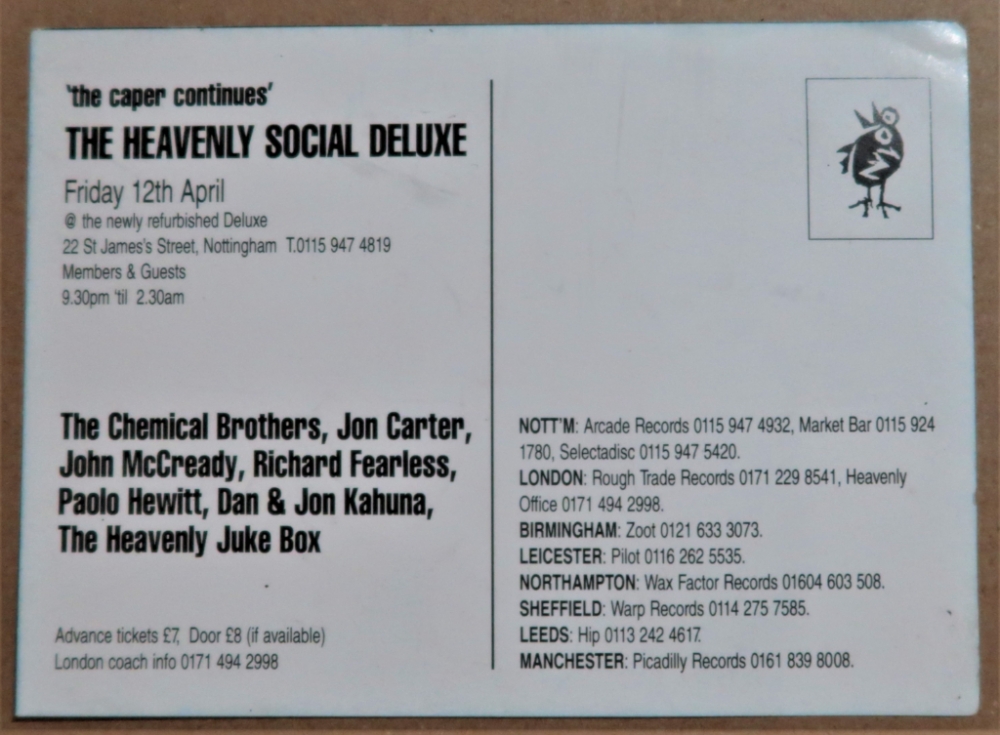 'the caper continues'
THE HEAVENLY SOCIAL DELUXE
Friday 12th April
@ the newly refurbished Deluxe
22 St James's Street, Nottingham T.0115 947 4819
Members & Guests
9.30pm 'til 2.30am
The Chemical Brothers, Jon Carter,
John McCready, Richard Fearless,
Paolo Hewitt, Dan & Jon Kahuna,
The Heavenly Juke Box
Advance tickets £7, Door £8 (if available)
London coach info 0171 494 2998
NOTT'M: Arcade Records 0115 947 4932, Market Bar 0115 924
1780, Selectadisc 0115 947 5420.
LONDON: Rough Trade Records 0171 229 8541, Heavenly
Office 0171 494 2998.
BIRMINGHAM: Zoot 0121 633 3073.
LEICESTER: Pilot 0116 262 5535.
NORTHAMPTON: Wax Factor Records 01604 603 508.
SHEFFIELD: Warp Records 0114 275 7585.
LEEDS: Hip 0113 242 4617.
MANCHESTER: Picadilly Records 0161 839 8008.